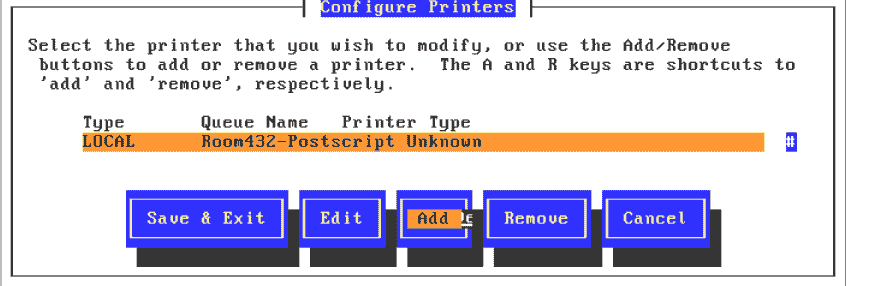 Configure Printers
Select the printer that you wish to modify, or use the Add/Remove
buttons to add or remove a printer. The A and R keys are shortcuts to
'add' and 'remove', respectively.
Type Queue Name Printer Type
LOCAL Room432-Postscript Unknown #
Save & Exit Edit Add Remove Cancel